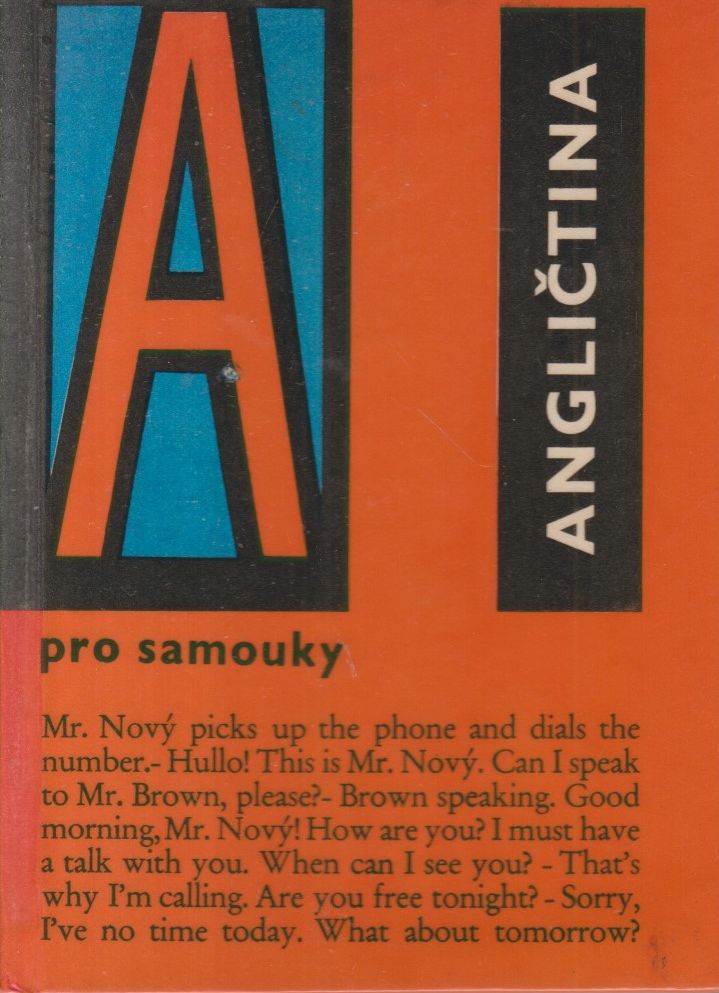 A
ANGLIČTINA
pro samouky
Mr. Nový picks up the phone and dials the
number.- Hullo! This is Mr. Nový. Can I speak
to Mr. Brown, please?- Brown speaking. Good
morning, Mr. Nový! How are you? I must have
a talk with you. When can I see you? - That's
why I'm calling. Are you free tonight? - Sorry,
I've no time today. What about tomorrow?